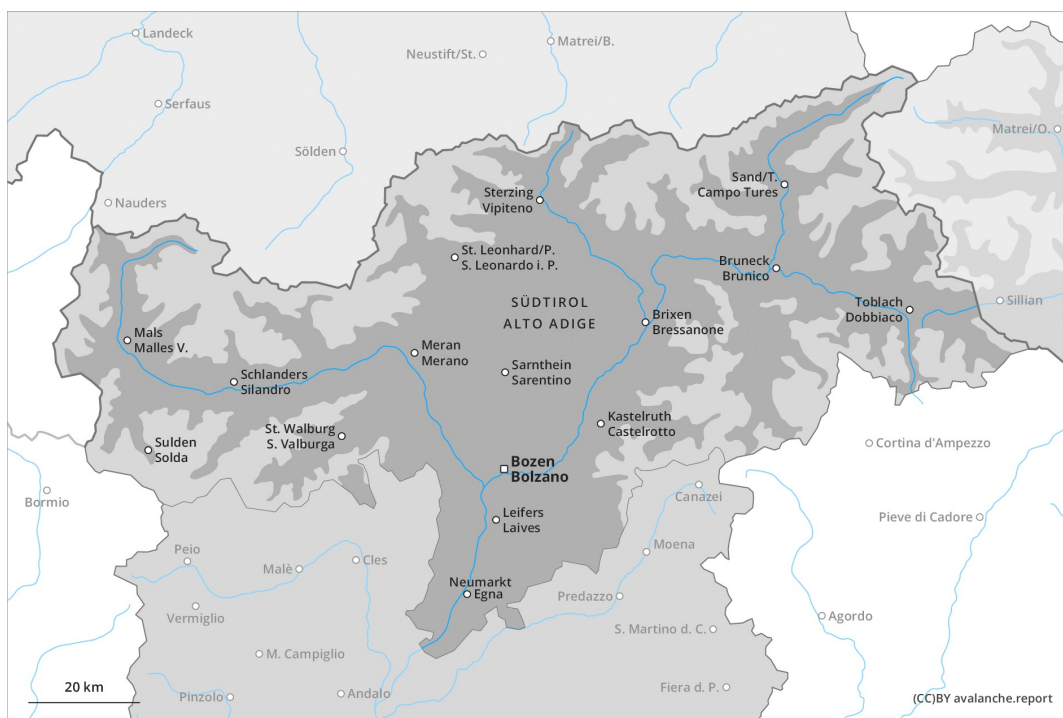 Landeck
Neustift/St.
Matrei/B.
Serfaus
Matrei/O.
Sölden
Sand/T.
Campo Tures
Sterzing
Vipiteno
Nauders
St. Leonhard/P.
S. Leonardo i. P.
Bruneck
Brunico
SÜDTIROL
ALTO ADIGE
Sillian
Toblach
Dobbiaco
Brixen
Bressanone
Mals
Malles V.
Meran
Merano
Sarnthein
Sarentino
Schlanders
Silandro
St. Walburg
S. Valburga
Kastelruth
Castelrotto
Sulden
Solda
Cortina d'Ampezzo
Bozen
Bolzano
Bormio
Canazei
Leifers
Laives
Pieve di Cadore
Peio
Malè
Cles
Moena
Neumarkt
Egna
Vermiglio
Predazzo
Agordo
S. Martino d. C.
M. Campiglio
20 km
Pinzolo
Andalo
Fiera d. P.
(CC)BY avalanche.report